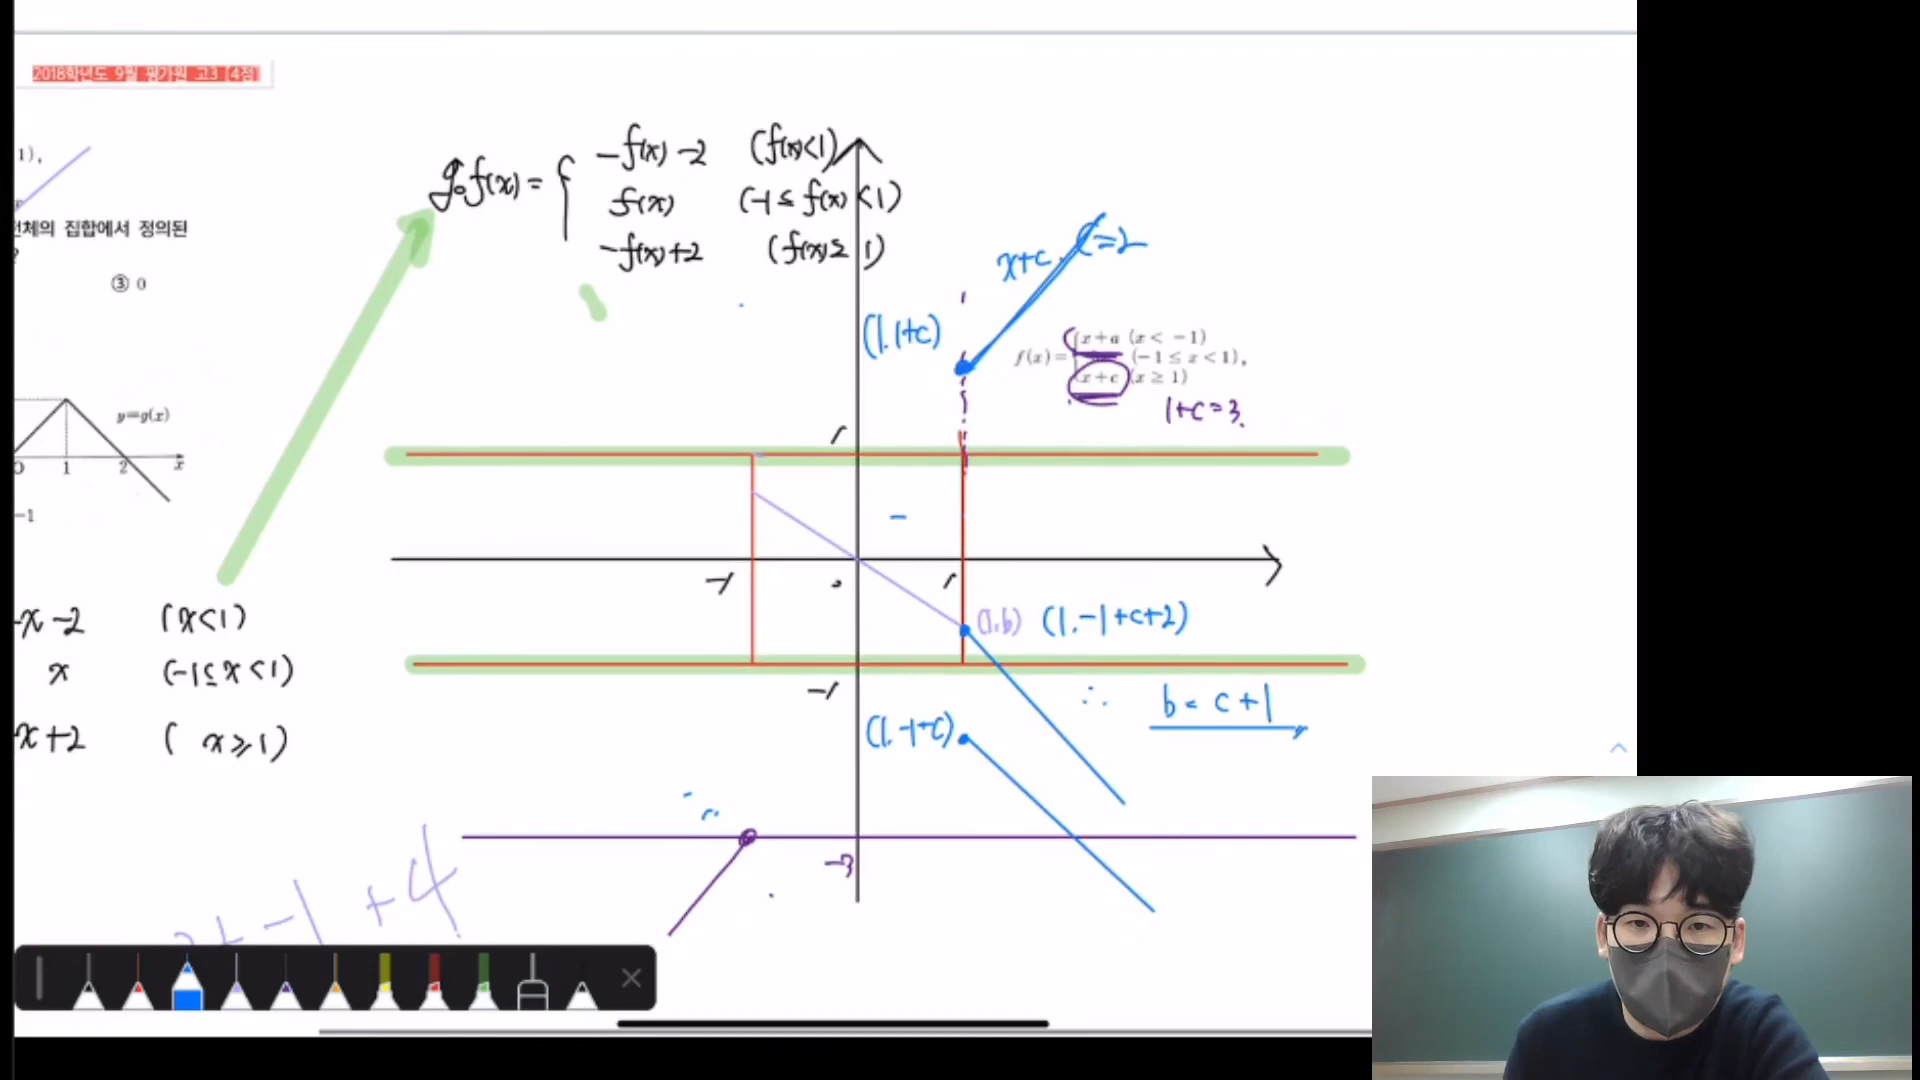 2018학년도 9월 평가원 고3 [4점]
1),
전체의 집합에서 정의된
?
③ 0
y=g(x)
O 1 2 x
-1
g∘f(x) = { -f(x)-2 (f(x)<1)
f(x) (-1≤f(x)<1)
-f(x)+2 (f(x)≥1)
x+c c=2
(1.1+c)
f(x)= x+a (x<-1)
(-1≤x<1),
x+c (x≥1)
1+c=3.
1
-1 0 1
(1.b) (1.-1+c+2)
-1
∴ b=c+1
(1.-1+c)
-3
-x-2 (x<1)
x (-1≤x<1)
x+2 (x≥1)
-1+4